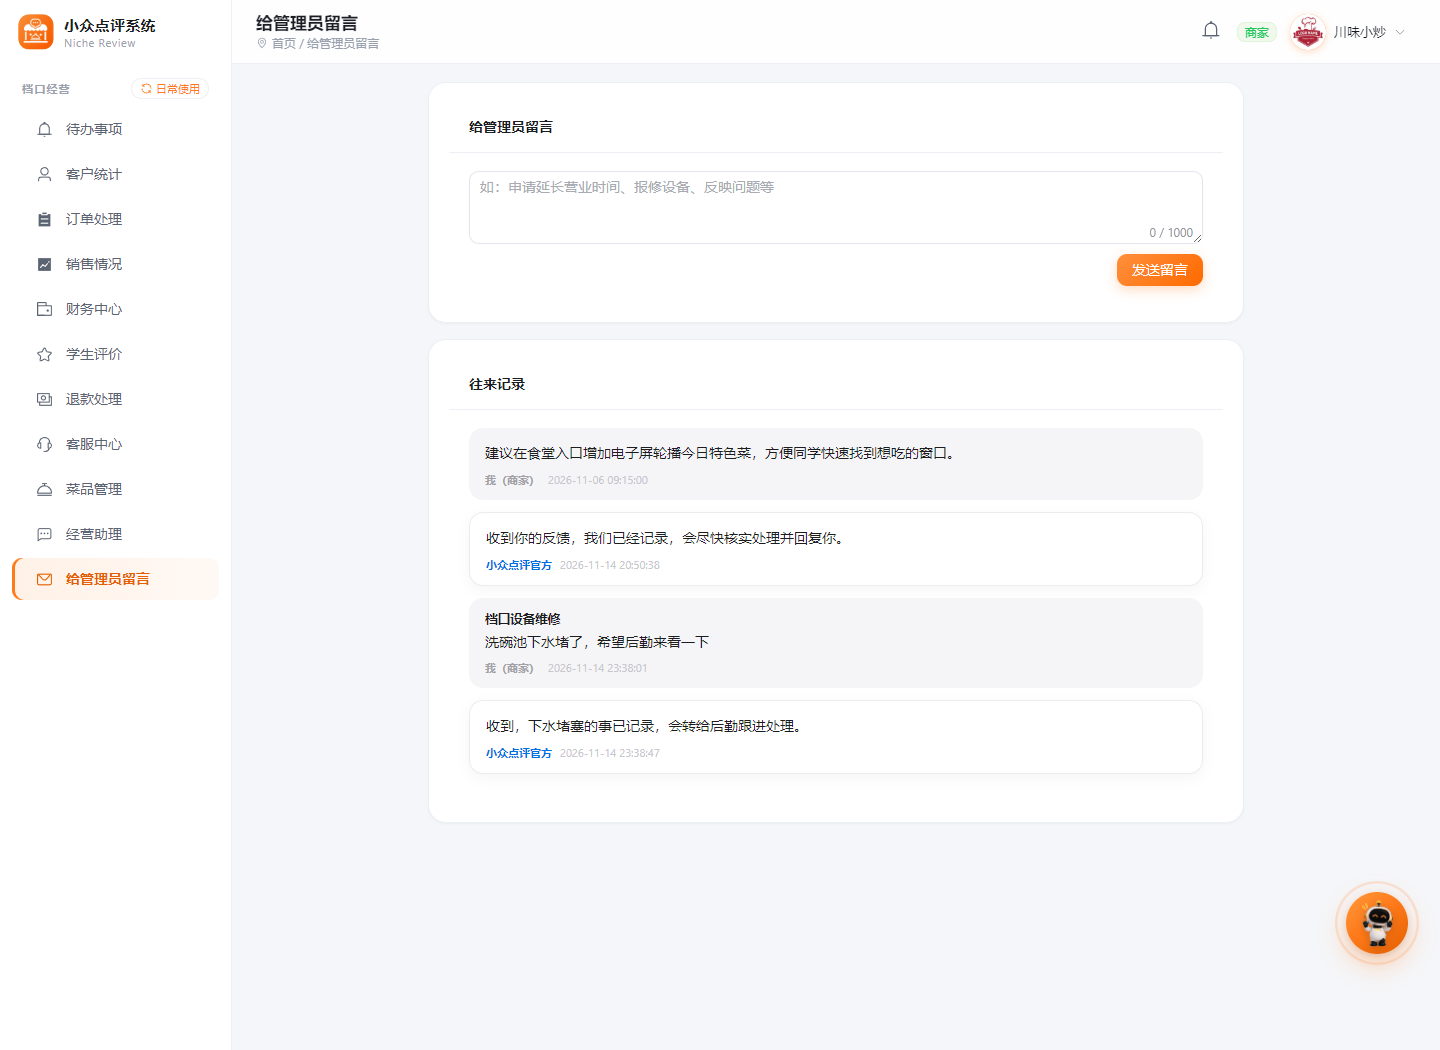 小众点评系统
Niche Review
档口经营
日常使用
待办事项
客户统计
订单处理
销售情况
财务中心
学生评价
退款处理
客服中心
菜品管理
经营助理
给管理员留言
给管理员留言
首页 / 给管理员留言
商家
川味小炒
给管理员留言
如：申请延长营业时间、报修设备、反映问题等
0 / 1000
发送留言
往来记录
建议在食堂入口增加电子屏轮播今日特色菜，方便同学快速找到想吃的窗口。
我（商家） 2026-11-06 09:15:00
收到你的反馈，我们已经记录，会尽快核实处理并回复你。
小众点评官方 2026-11-14 20:50:38
档口设备维修
洗碗池下水堵了，希望后勤来看一下
我（商家） 2026-11-14 23:38:01
收到，下水堵塞的事已记录，会转给后勤跟进处理。
小众点评官方 2026-11-14 23:38:47